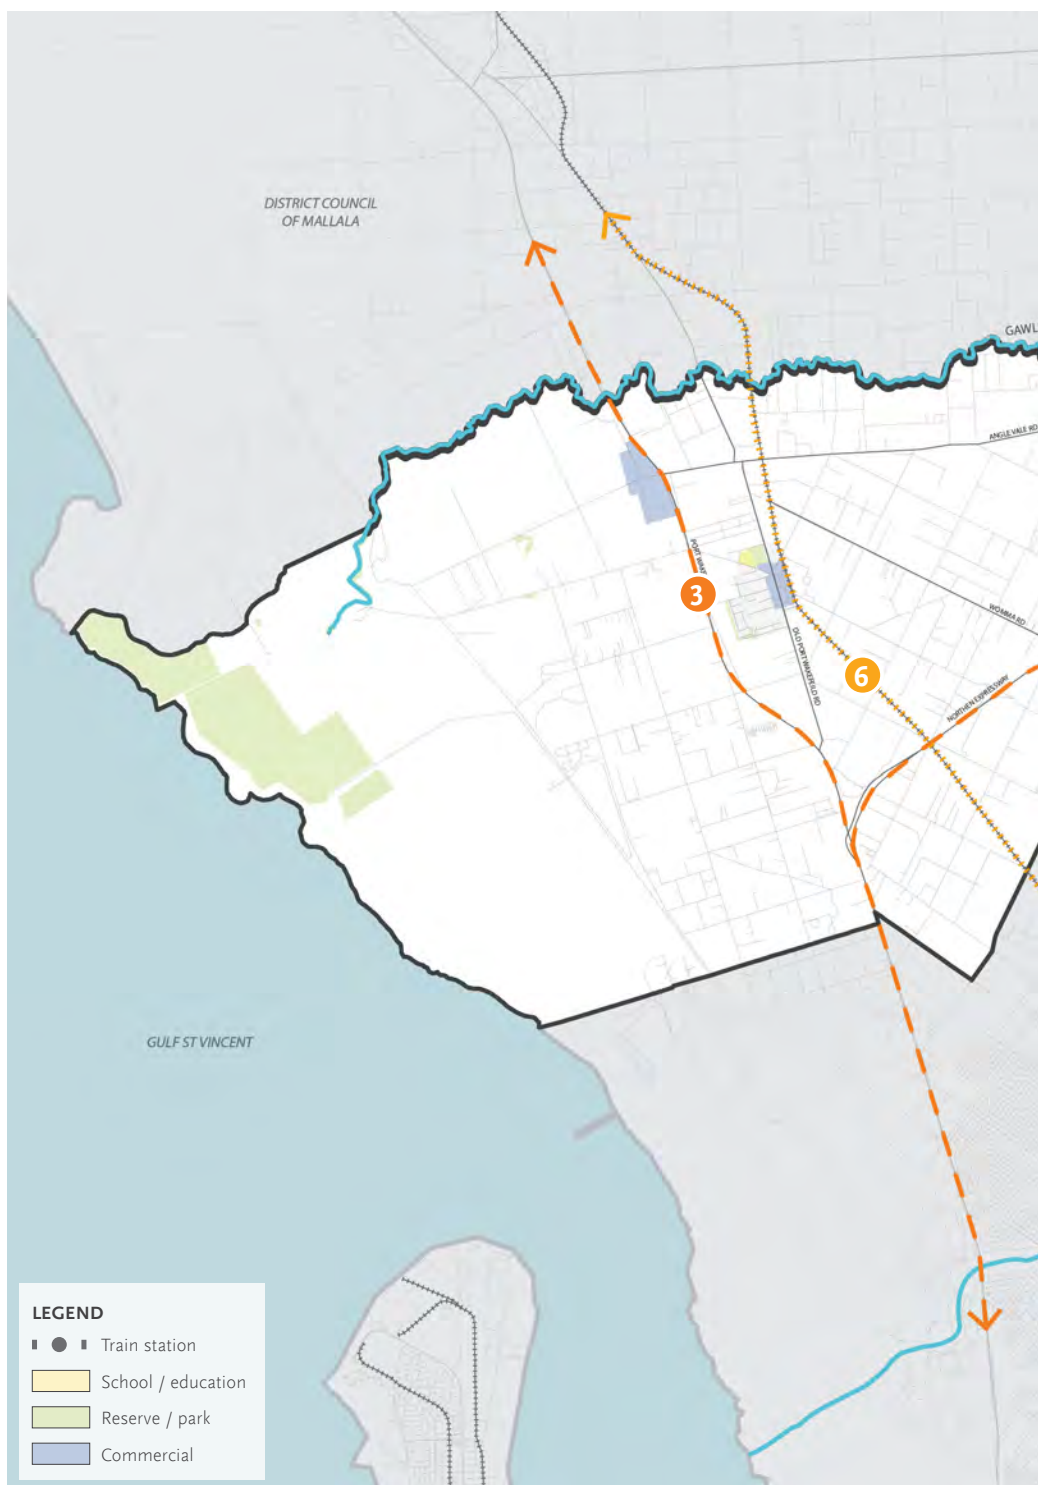 DISTRICT COUNCIL
OF MALLALA
GAWL
ANGLE VALE RD
PORT WAKE
3
WOMMA RD
OLD PORT WAKEFIELD RD
6
NORTHEN EXPRESSWAY
GULF ST VINCENT
LEGEND
Train station
School / education
Reserve / park
Commercial